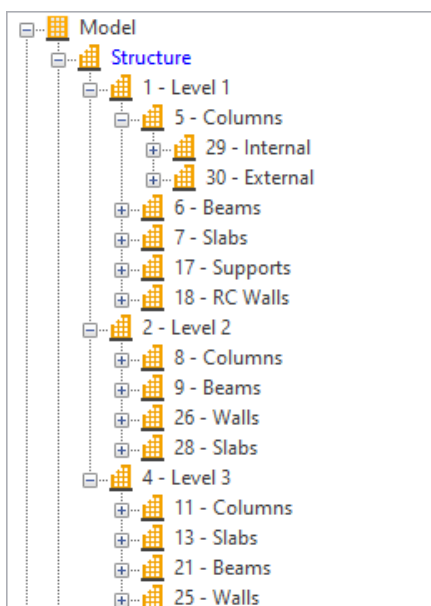 Model
Structure
1 - Level 1
5 - Columns
29 - Internal
30 - External
6 - Beams
7 - Slabs
17 - Supports
18 - RC Walls
2 - Level 2
8 - Columns
9 - Beams
26 - Walls
28 - Slabs
4 - Level 3
11 - Columns
13 - Slabs
21 - Beams
25 - Walls